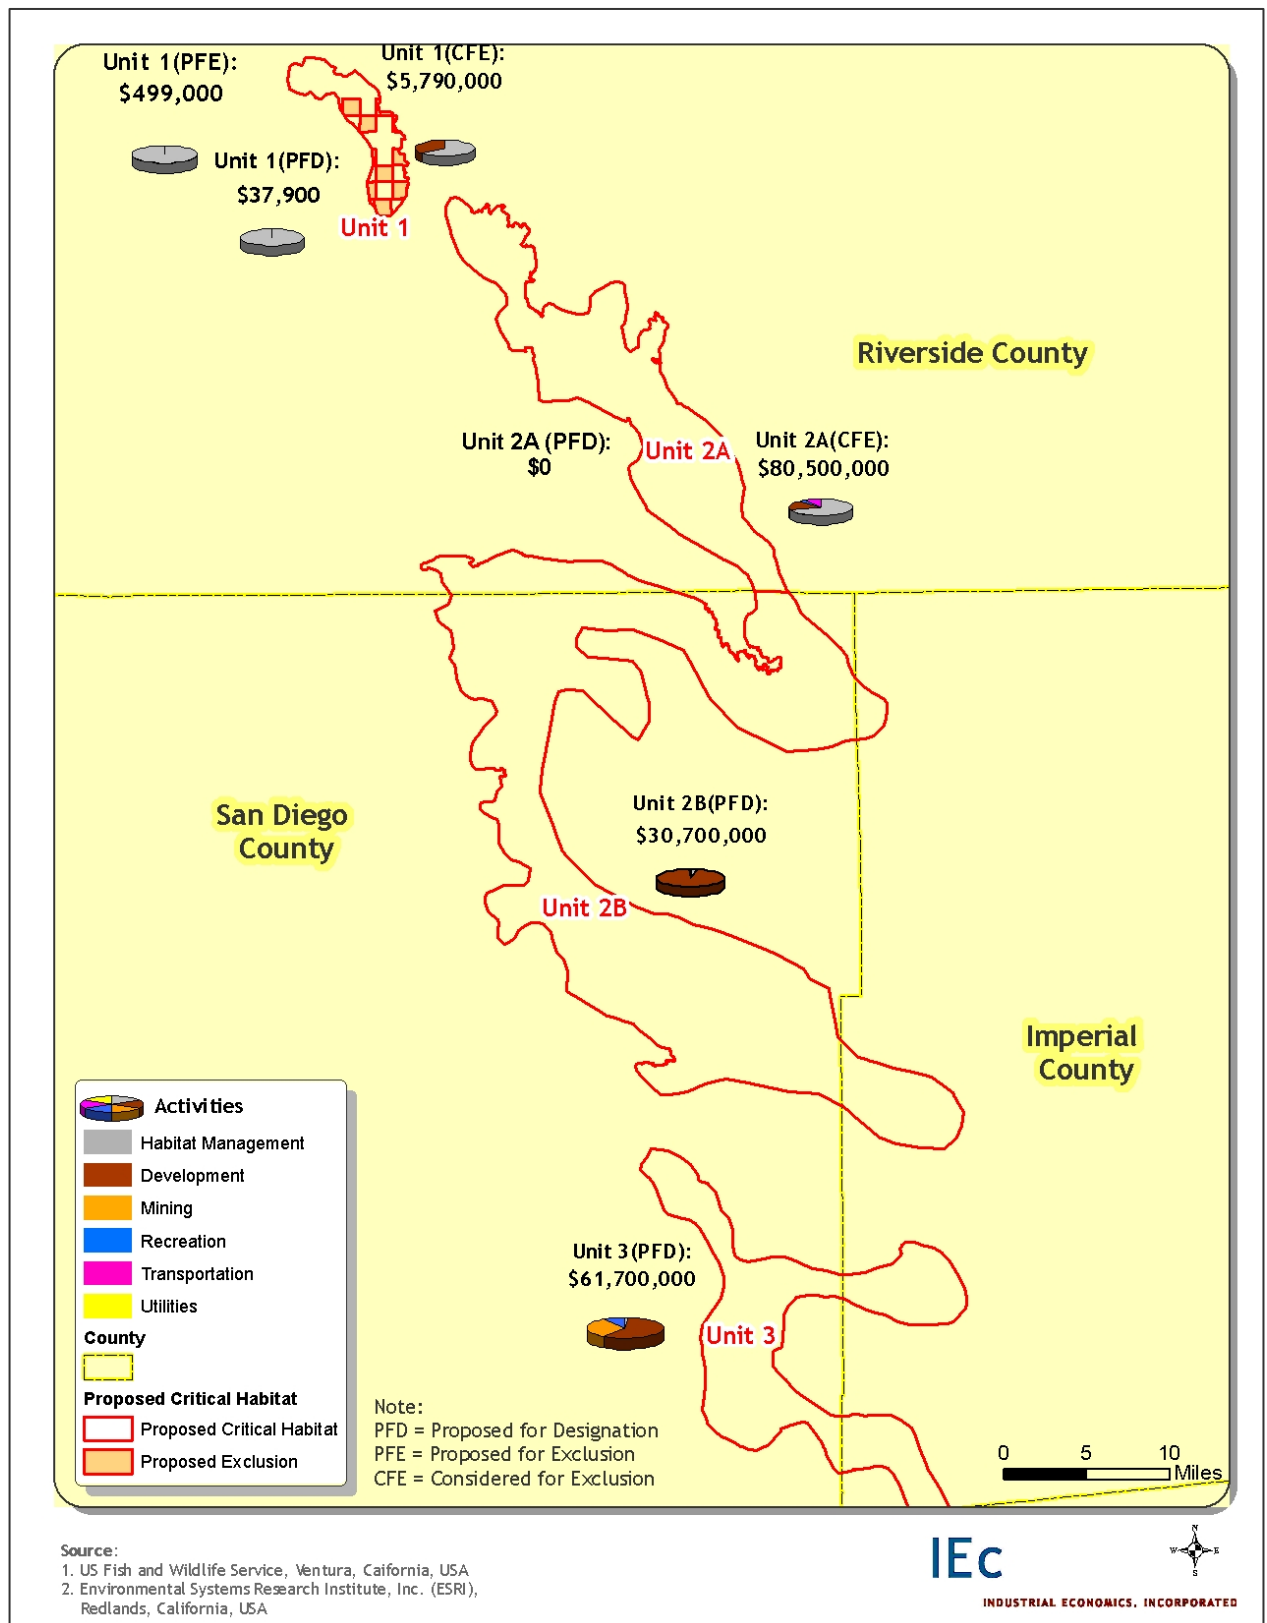 Unit 1(PFE):
$499,000
Unit 1(CFE):
$5,790,000
Unit 1(PFD):
$37,900
Unit 1
Riverside County
Unit 2A (PFD):
$0
Unit 2A
Unit 2A(CFE):
$80,500,000
San Diego
County
Unit 2B(PFD):
$30,700,000
Unit 2B
Imperial
County
Unit 3(PFD):
$61,700,000
Unit 3
Activities
Habitat Management
Development
Mining
Recreation
Transportation
Utilities
County
Proposed Critical Habitat
Proposed Critical Habitat
Proposed Exclusion
Note:
PFD = Proposed for Designation
PFE = Proposed for Exclusion
CFE = Considered for Exclusion
0 5 10
Miles
Source:
1. US Fish and Wildlife Service, Ventura, Caifornia, USA
2. Environmental Systems Research Institute, Inc. (ESRI),
Redlands, California, USA
IEc
INDUSTRIAL ECONOMICS, INCORPORATED
N
W E
S